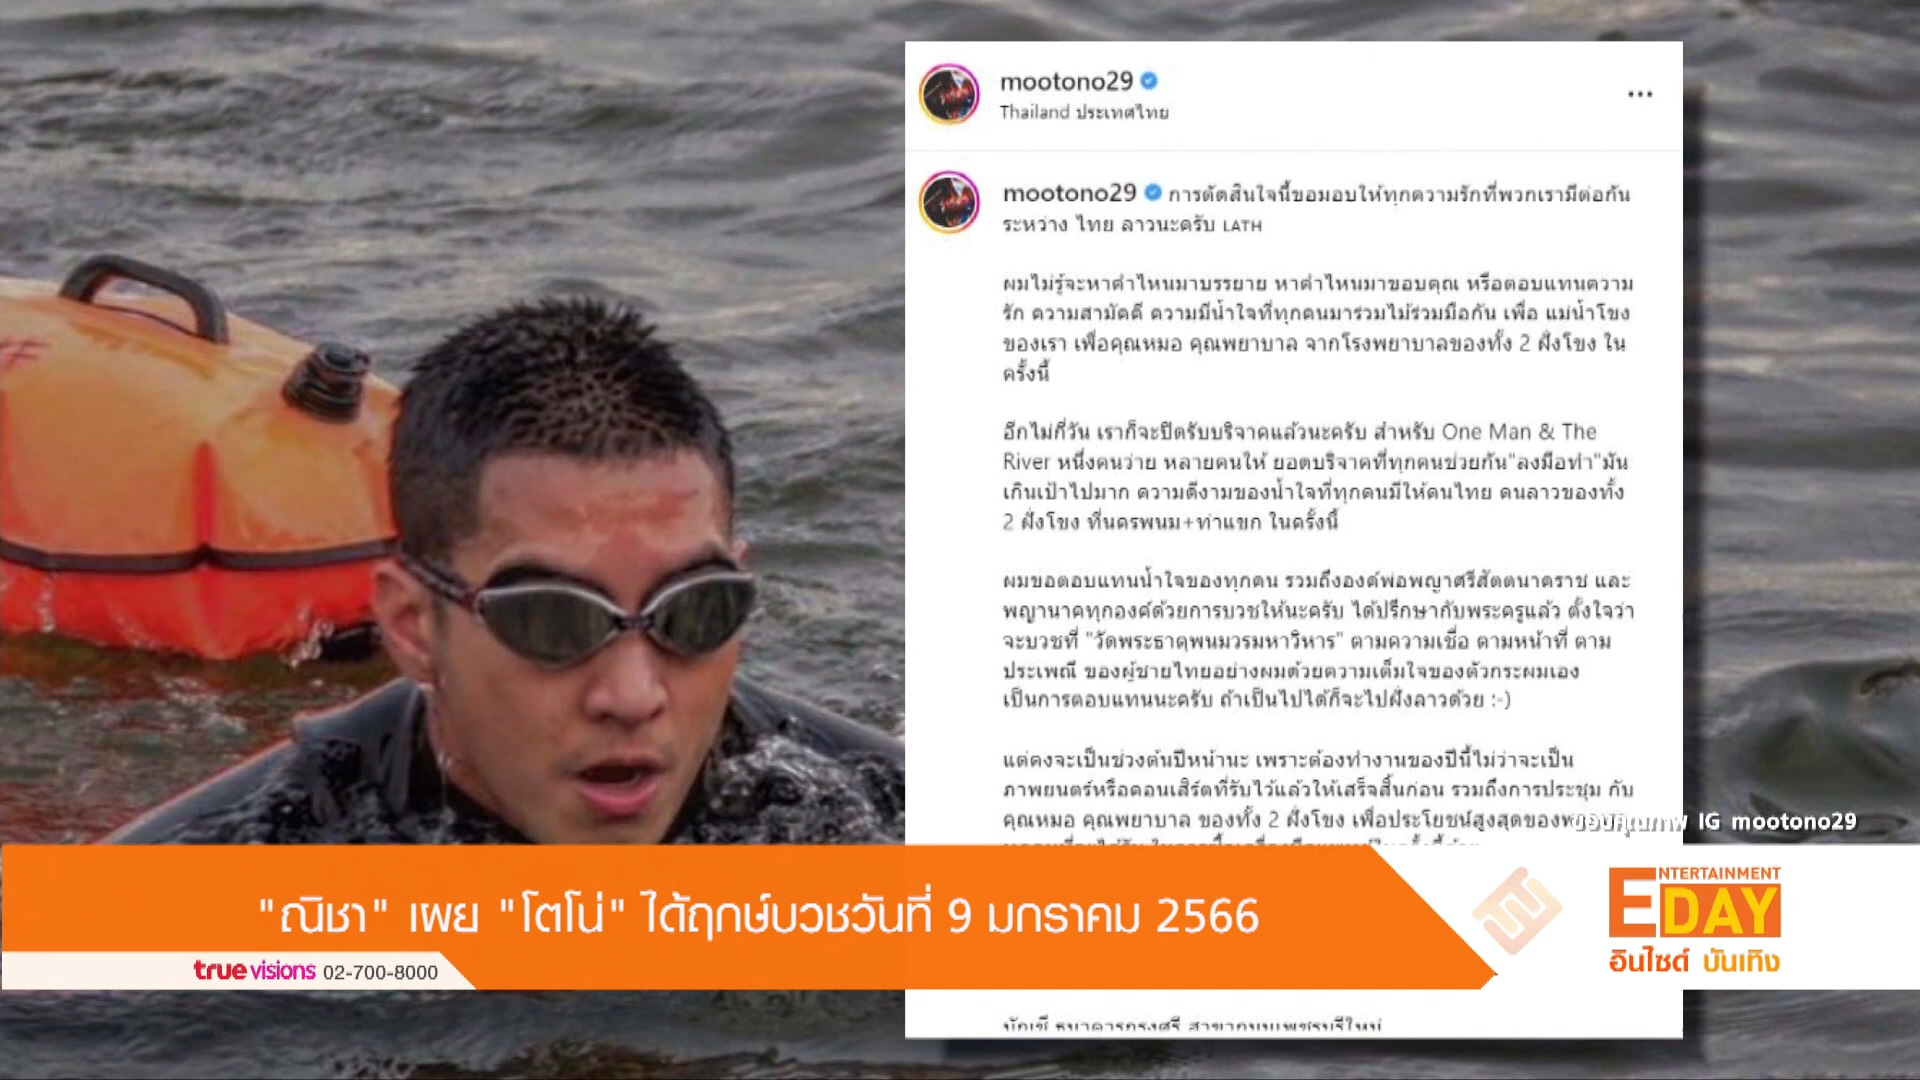 mootono29
Thailand ประเทศไทย
mootono29 การตัดสินใจนี้ขอมอบให้ทุกความรักที่พวกเรามีต่อกัน
ระหว่าง ไทย ลาวนะครับ LATH
ผมไม่รู้จะหาคำไหนมาบรรยาย หาคำไหนมาขอบคุณ หรือตอบแทนความ
รัก ความสามัคคี ความมีน้ำใจที่ทุกคนมาร่วมไม้ร่วมมือกัน เพื่อ แม่น้ำโขง
ของเรา เพื่อคุณหมอ คุณพยาบาล จากโรงพยาบาลของทั้ง 2 ฝั่งโขง ใน
ครั้งนี้
อีกไม่กี่วัน เราก็จะปิดรับบริจาคแล้วนะครับ สำหรับ One Man & The
River หนึ่งคนว่าย หลายคนให้ ยอดบริจาคที่ทุกคนช่วยกัน"ลงมือทำ"มัน
เกินเป้าไปมาก ความดีงามของน้ำใจที่ทุกคนมีให้คนไทย คนลาวของทั้ง
2 ฝั่งโขง ที่นครพนม+ท่าแขก ในครั้งนี้
ผมขอตอบแทนน้ำใจของทุกคน รวมถึงองค์พ่อพญาศรีสัตตนาคราช และ
พญานาคทุกองค์ด้วยการบวชให้นะครับ ได้ปรึกษากับพระครูแล้ว ตั้งใจว่า
จะบวชที่ "วัดพระธาตุพนมวรมหาวิหาร" ตามความเชื่อ ตามหน้าที่ ตาม
ประเพณี ของผู้ชายไทยอย่างผมด้วยความเต็มใจของตัวกระผมเอง
เป็นการตอบแทนนะครับ ถ้าเป็นไปได้ก็จะไปฝั่งลาวด้วย :-)
แต่คงจะเป็นช่วงต้นปีหน้านะ เพราะต้องทำงานของปีนี้ไม่ว่าจะเป็น
ภาพยนตร์หรือคอนเสิร์ตที่รับไว้แล้วให้เสร็จสิ้นก่อน รวมถึงการประชุม กับ
คุณหมอ คุณพยาบาล ของทั้ง 2 ฝั่งโขง เพื่อประโยชน์สูงสุดของ
ขอบคุณภาพ IG mootono29
"ณิชา" เผย "โตโน่" ได้ฤกษ์บวชวันที่ 9 มกราคม 2566
truevisions 02-700-8000
ENTERTAINMENT
DAY
อินไซด์ บันเทิง
บัญชี ธนาคารกรุงศรี สาขาถนนเพชรบุรีใหม่